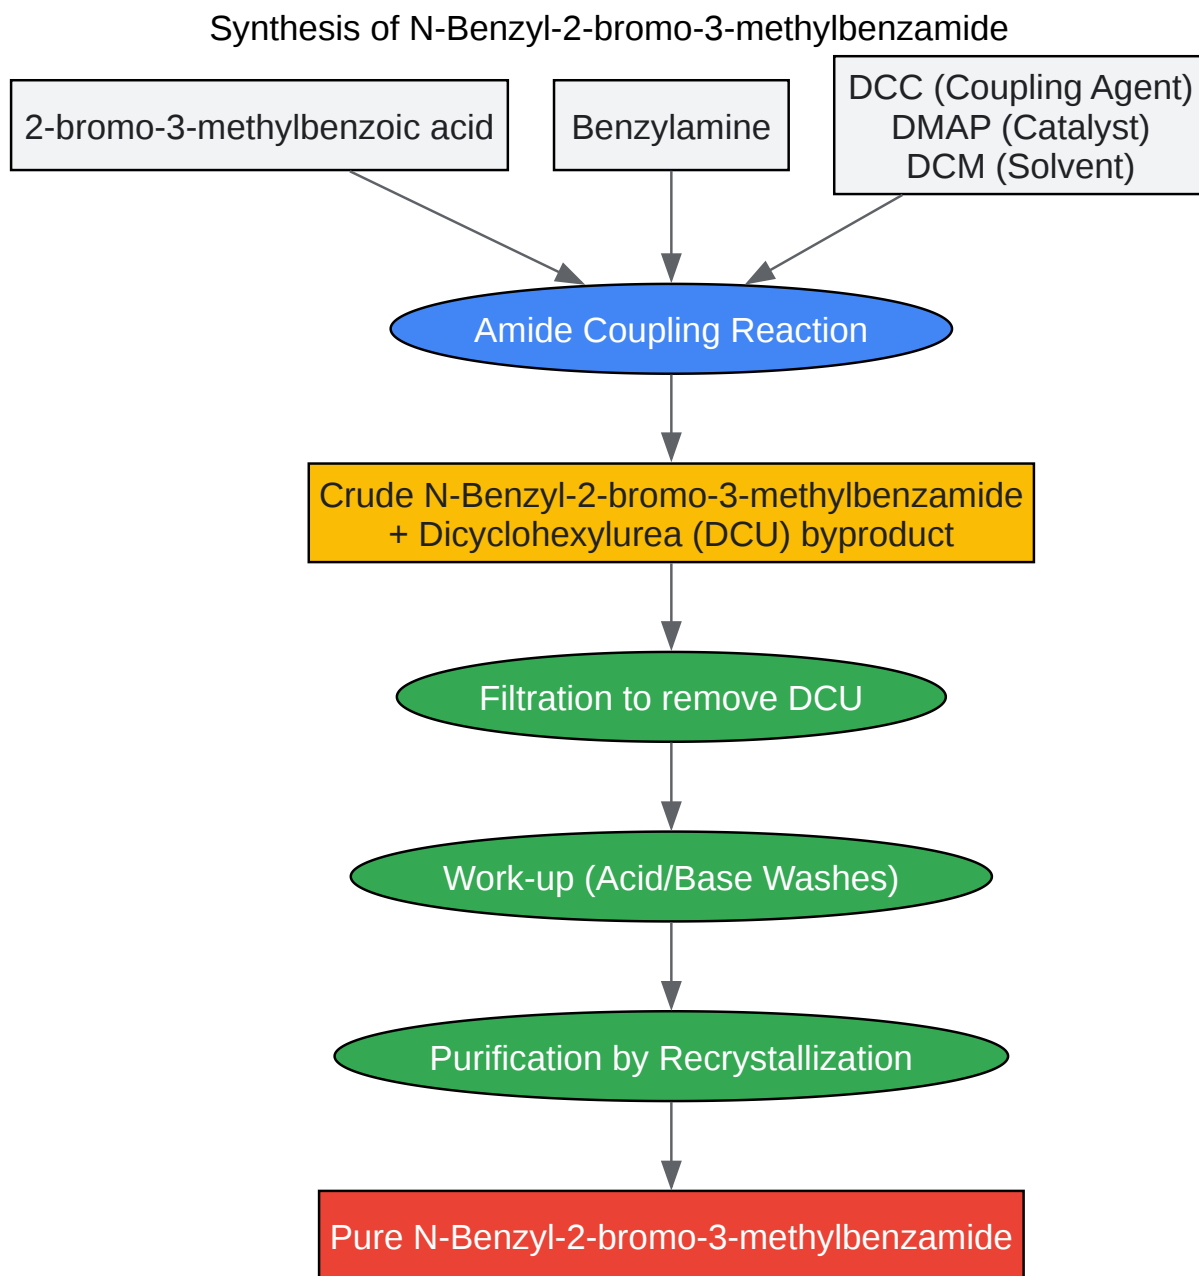 Synthesis of N-Benzyl-2-bromo-3-methylbenzamide
2-bromo-3-methylbenzoic acid
Benzylamine
DCC (Coupling Agent)
DMAP (Catalyst)
DCM (Solvent)
Amide Coupling Reaction
Crude N-Benzyl-2-bromo-3-methylbenzamide
+ Dicyclohexylurea (DCU) byproduct
Filtration to remove DCU
Work-up (Acid/Base Washes)
Purification by Recrystallization
Pure N-Benzyl-2-bromo-3-methylbenzamide